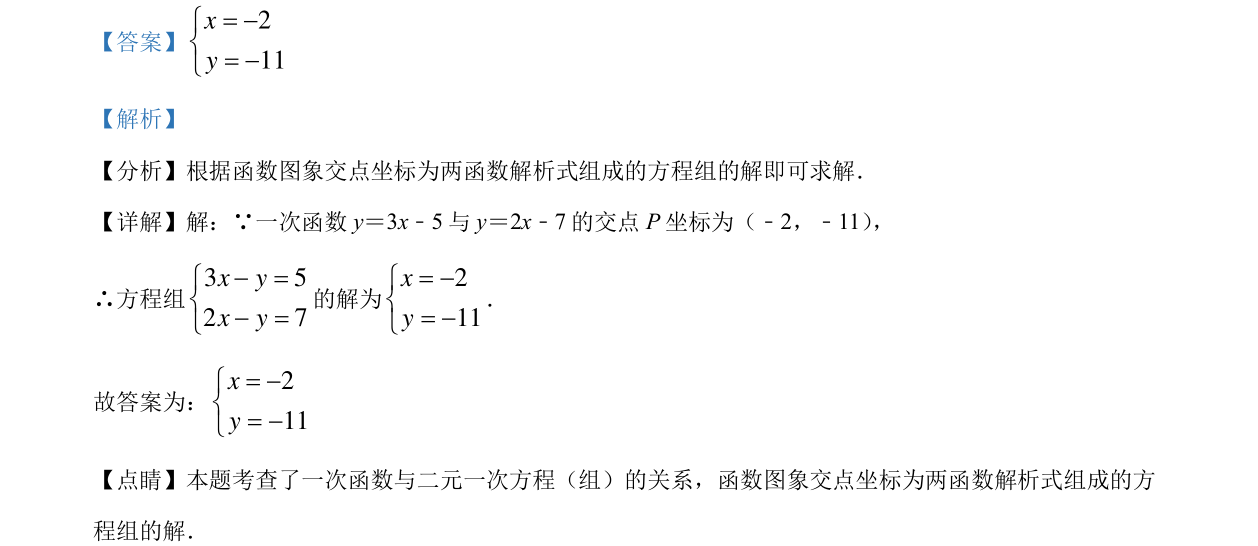 【答案】{x = −2 y = −11
【解析】
【分析】根据函数图象交点坐标为两函数解析式组成的方程组的解即可求解.
【详解】解：∵一次函数 y＝3x﹣5 与 y＝2x﹣7 的交点 P 坐标为（﹣2，﹣11），
∴方程组{3x − y = 5 2x − y = 7 的解为{x = −2 y = −11 .
故答案为：{x = −2 y = −11
【点睛】本题考查了一次函数与二元一次方程（组）的关系，函数图象交点坐标为两函数解析式组成的方
程组的解.